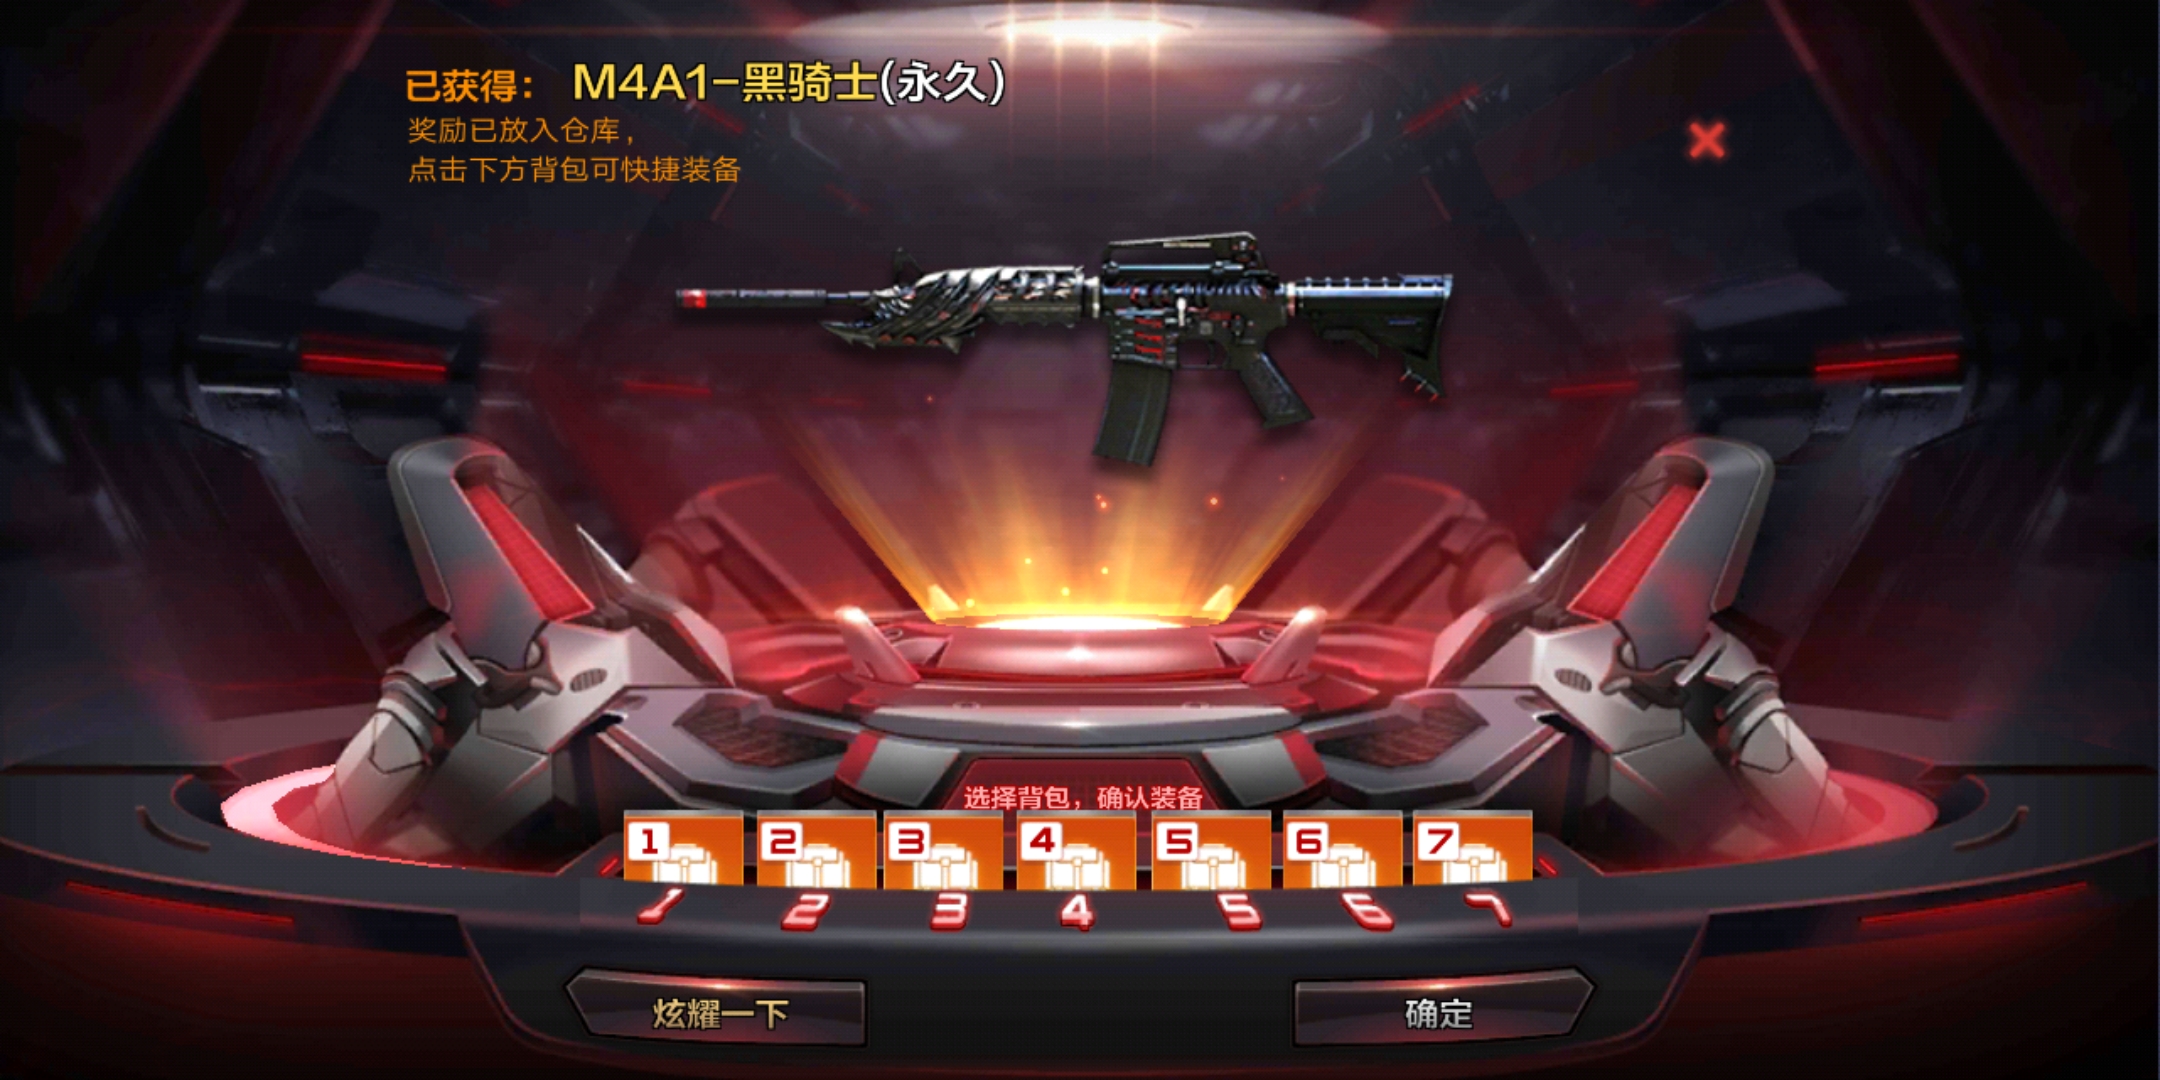 已获得： M4A1-黑骑士(永久)
奖励已放入仓库，
点击下方背包可快捷装备
选择背包，确认装备
1 2 3 4 5 6 7
1 2 3 4 5 6 7
炫耀一下 确定